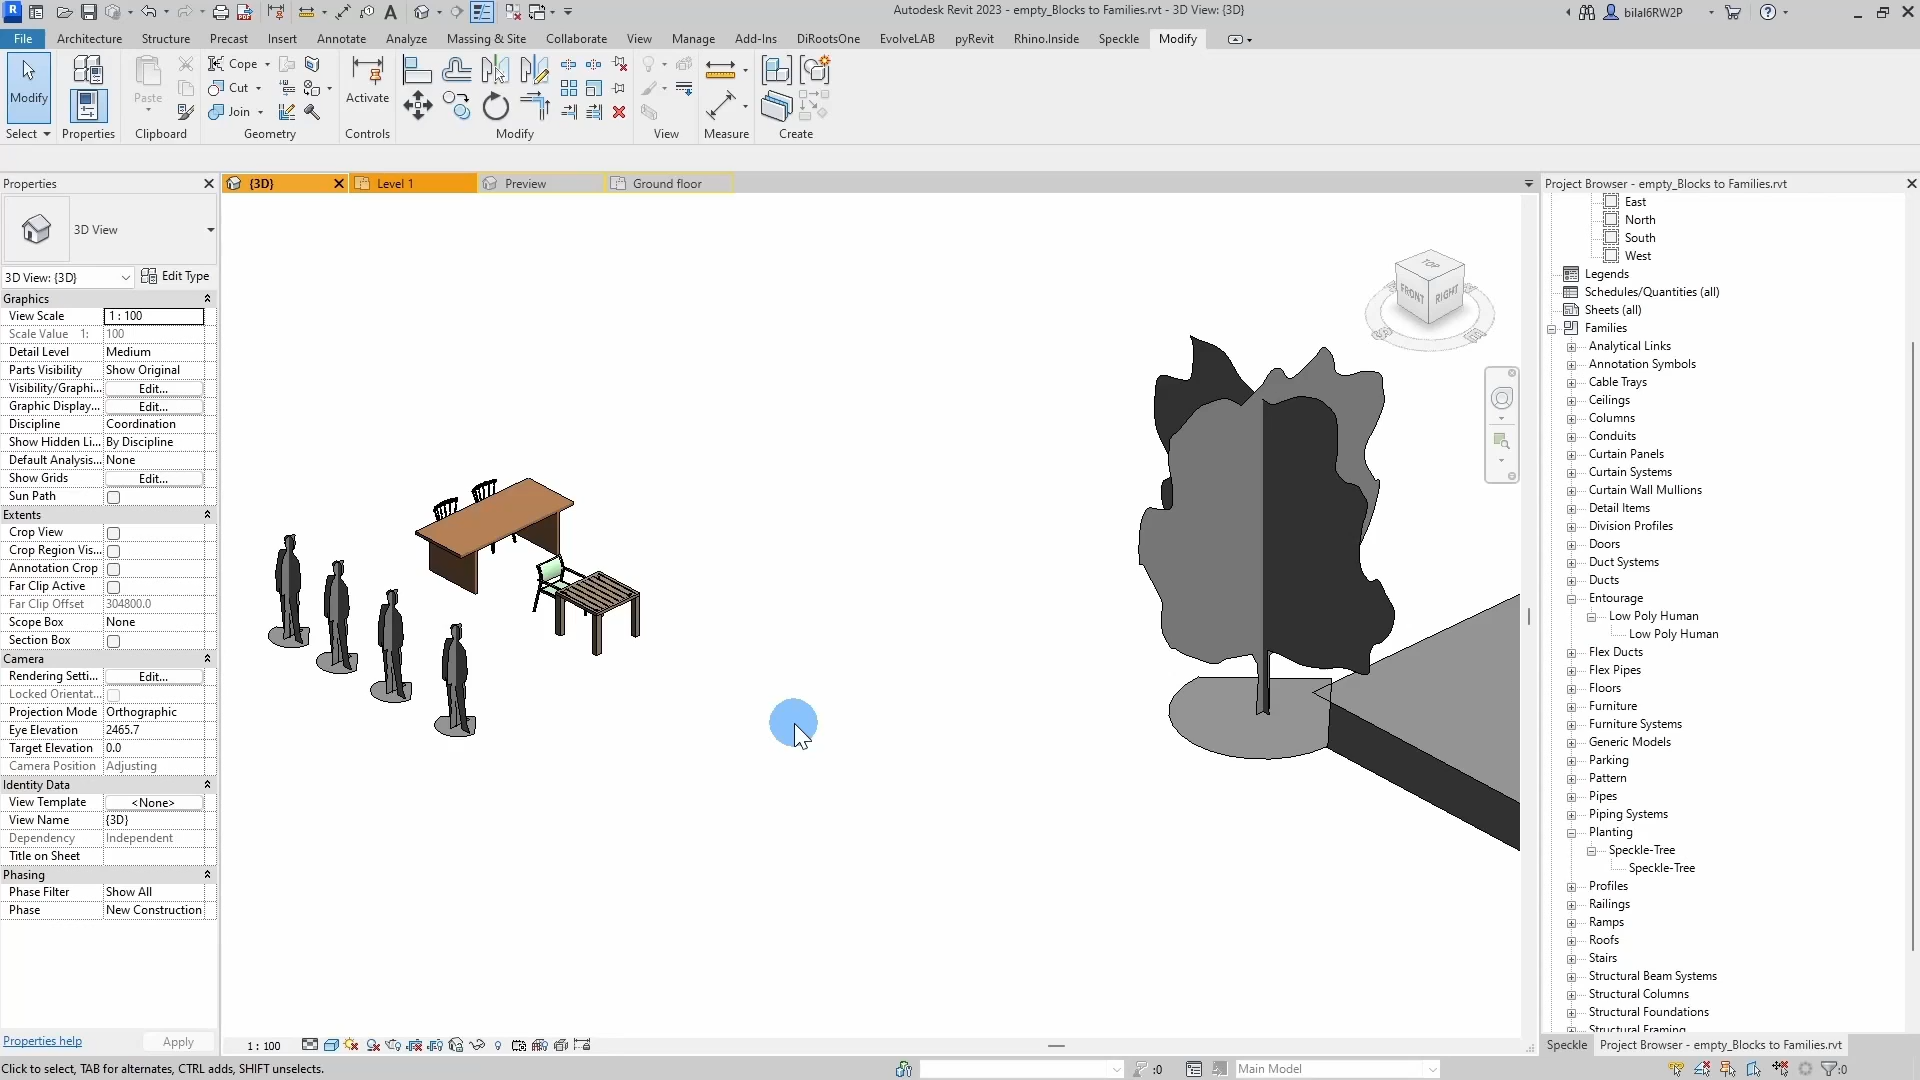 Autodesk Revit 2023 - empty_Blocks to Families.rvt - 3D View: {3D}
bilal6RW2P
File
Architecture
Structure
Precast
Insert
Annotate
Analyze
Massing & Site
Collaborate
View
Manage
Add-Ins
DiRootsOne
EvolveLAB
pyRevit
Rhino.Inside
Speckle
Modify
Modify
Select
Properties
Paste
Clipboard
Cope
Cut
Join
Geometry
Activate
Controls
Modify
View
Measure
Create
Properties
3D View
3D View: {3D}
Edit Type
Graphics
View Scale 1 : 100
Scale Value 1: 100
Detail Level Medium
Parts Visibility Show Original
Visibility/Graphi... Edit...
Graphic Display... Edit...
Discipline Coordination
Show Hidden Li... By Discipline
Default Analysis... None
Show Grids Edit...
Sun Path
Extents
Crop View
Crop Region Vis...
Annotation Crop
Far Clip Active
Far Clip Offset 304800.0
Scope Box None
Section Box
Camera
Rendering Setti... Edit...
Locked Orientat...
Projection Mode Orthographic
Eye Elevation 2465.7
Target Elevation 0.0
Camera Position Adjusting
Identity Data
View Template <None>
View Name {3D}
Dependency Independent
Title on Sheet
Phasing
Phase Filter Show All
Phase New Construction
Properties help
Apply
{3D}
Level 1
Preview
Ground floor
TOP
FRONT
RIGHT
1 : 100
Project Browser - empty_Blocks to Families.rvt
East
North
South
West
Legends
Schedules/Quantities (all)
Sheets (all)
Families
Analytical Links
Annotation Symbols
Cable Trays
Ceilings
Columns
Conduits
Curtain Panels
Curtain Systems
Curtain Wall Mullions
Detail Items
Division Profiles
Doors
Duct Systems
Ducts
Entourage
Low Poly Human
Low Poly Human
Flex Ducts
Flex Pipes
Floors
Furniture
Furniture Systems
Generic Models
Parking
Pattern
Pipes
Piping Systems
Planting
Speckle-Tree
Speckle-Tree
Profiles
Railings
Ramps
Roofs
Stairs
Structural Beam Systems
Structural Columns
Structural Foundations
Structural Framing
Speckle
Project Browser - empty_Blocks to Families.rvt
Click to select, TAB for alternates, CTRL adds, SHIFT unselects.
:0
Main Model
:0